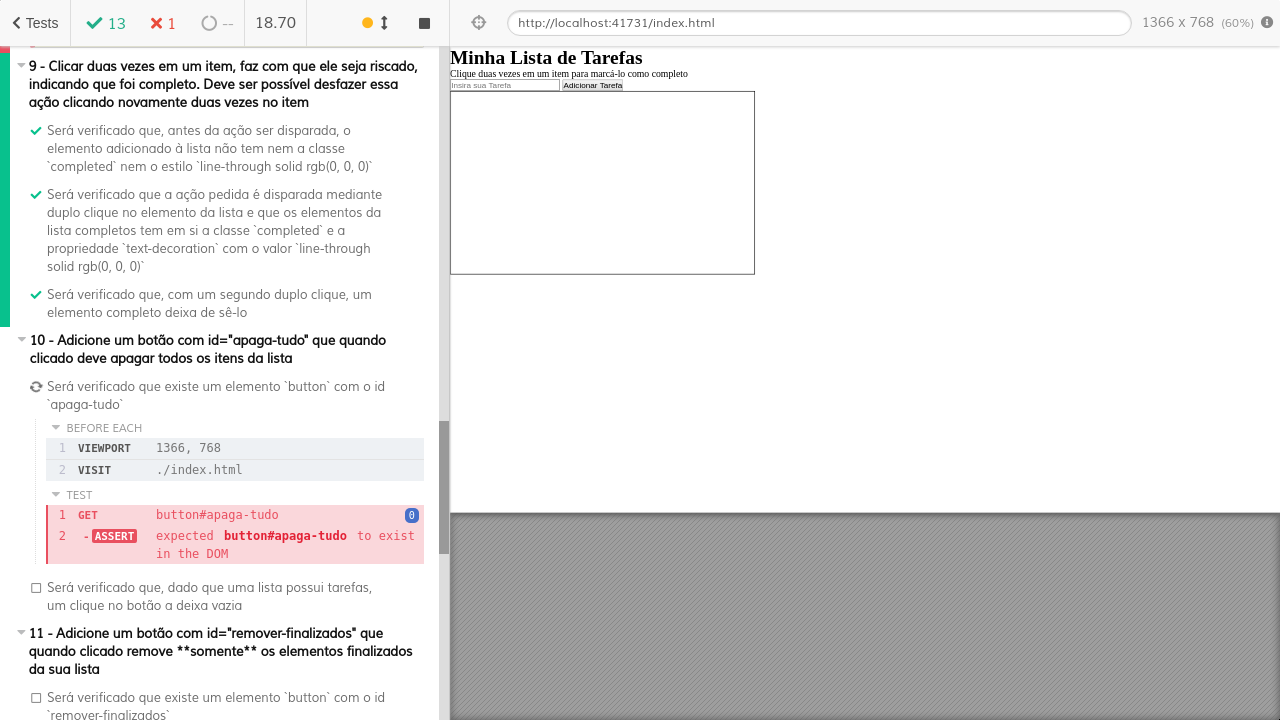 Tests
13
1
--
18.70
http://localhost:41731/index.html
1366 x 768 (60%)
9 - Clicar duas vezes em um item, faz com que ele seja riscado,
indicando que foi completo. Deve ser possível desfazer essa
ação clicando novamente duas vezes no item
Será verificado que, antes da ação ser disparada, o
elemento adicionado à lista não tem nem a classe
`completed` nem o estilo `line-through solid rgb(0, 0, 0)`
Será verificado que a ação pedida é disparada mediante
duplo clique no elemento da lista e que os elementos da
lista completos tem em si a classe `completed` e a
propriedade `text-decoration` com o valor `line-through
solid rgb(0, 0, 0)`
Será verificado que, com um segundo duplo clique, um
elemento completo deixa de sê-lo
10 - Adicione um botão com id="apaga-tudo" que quando
clicado deve apagar todos os itens da lista
Será verificado que existe um elemento `button` com o id
`apaga-tudo`
BEFORE EACH
1 VIEWPORT 1366, 768
2 VISIT ./index.html
TEST
1 GET button#apaga-tudo 0
2 -ASSERT expected button#apaga-tudo to exist
in the DOM
Será verificado que, dado que uma lista possui tarefas,
um clique no botão a deixa vazia
11 - Adicione um botão com id="remover-finalizados" que
quando clicado remove **somente** os elementos finalizados
da sua lista
Será verificado que existe um elemento `button` com o id
`remover-finalizados`
Minha Lista de Tarefas
Clique duas vezes em um item para marcá-lo como completo
Insira sua Tarefa
Adicionar Tarefa